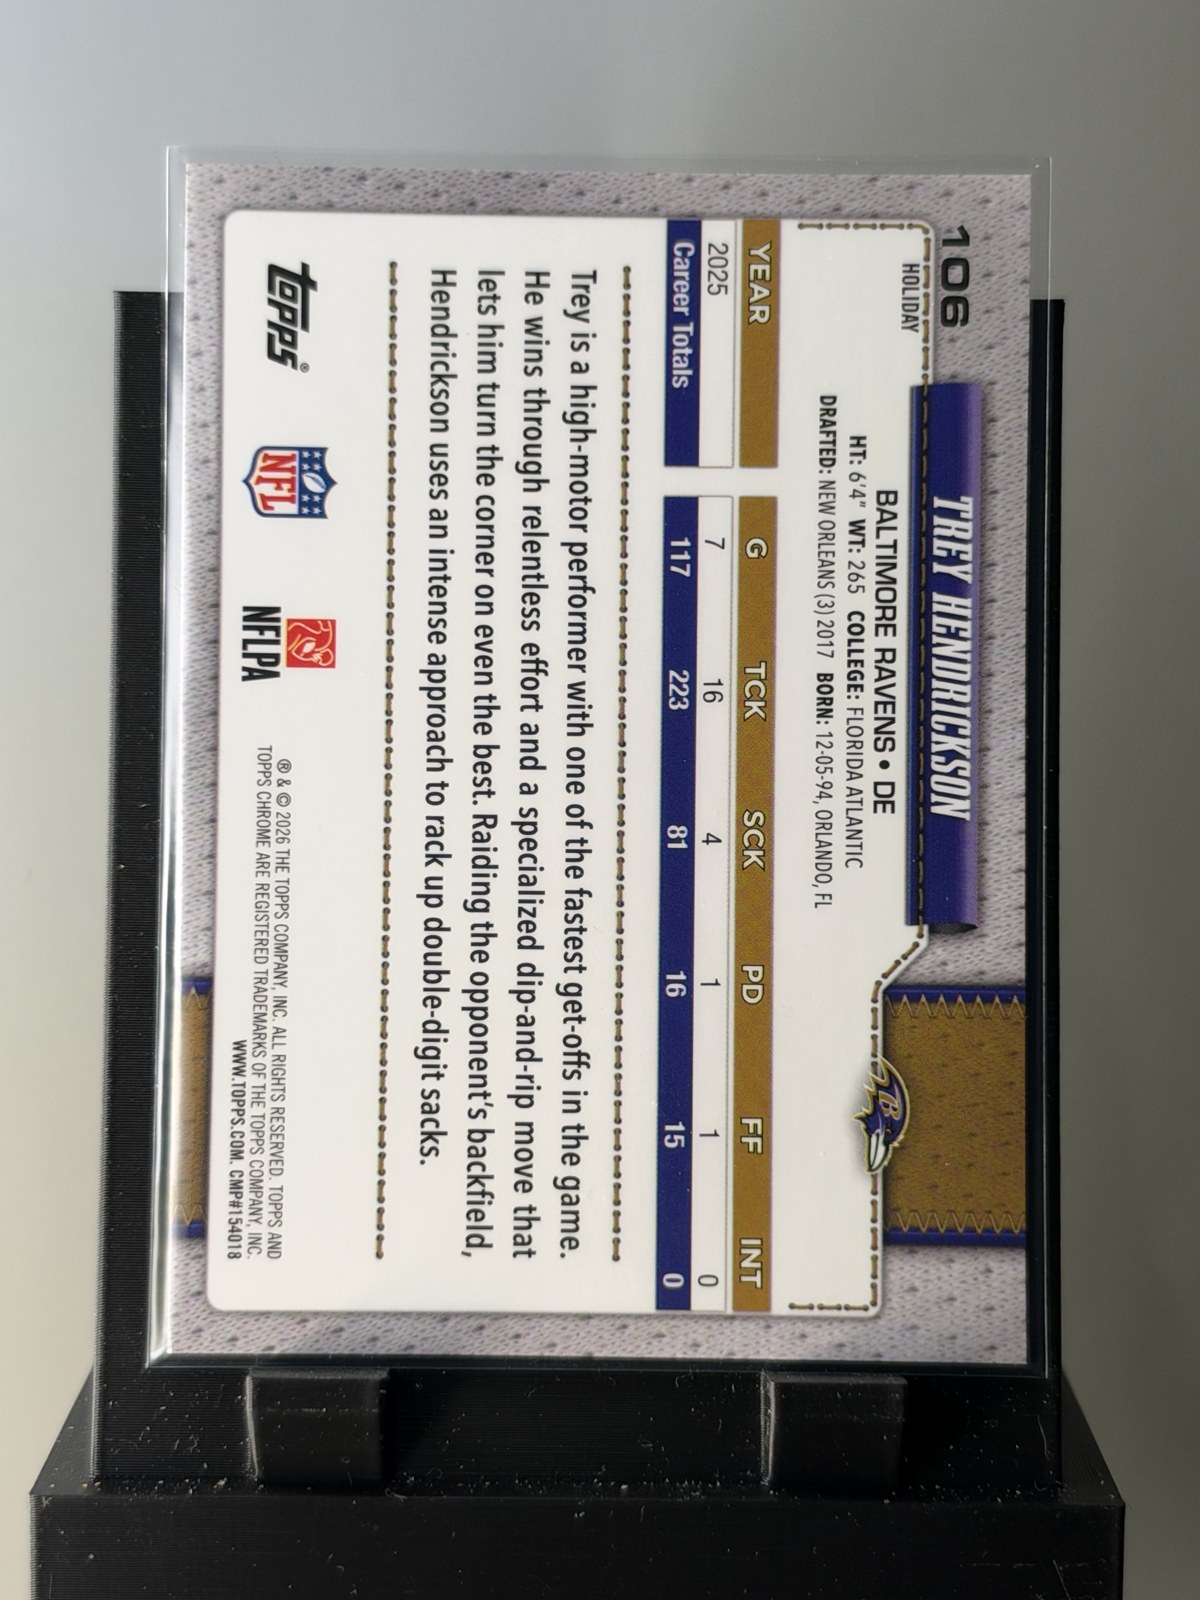 106
HOLIDAY
TREY HENDRICKSON
BALTIMORE RAVENS • DE
HT: 6'4" WT: 265 COLLEGE: FLORIDA ATLANTIC
DRAFTED: NEW ORLEANS (3) 2017 BORN: 12-05-94, ORLANDO, FL
B
YEAR G TCK SCK PD FF INT
2025 7 16 4 1 1 0
Career Totals 117 223 81 16 15 0
Trey is a high-motor performer with one of the fastest get-offs in the game.
He wins through relentless effort and a specialized dip-and-rip move that
lets him turn the corner on even the best. Raiding the opponent's backfield,
Hendrickson uses an intense approach to rack up double-digit sacks.
topps®
NFL
NFLPA
® & © 2026 THE TOPPS COMPANY, INC. ALL RIGHTS RESERVED. TOPPS AND
TOPPS CHROME ARE REGISTERED TRADEMARKS OF THE TOPPS COMPANY, INC.
WWW.TOPPS.COM. CMP#154018